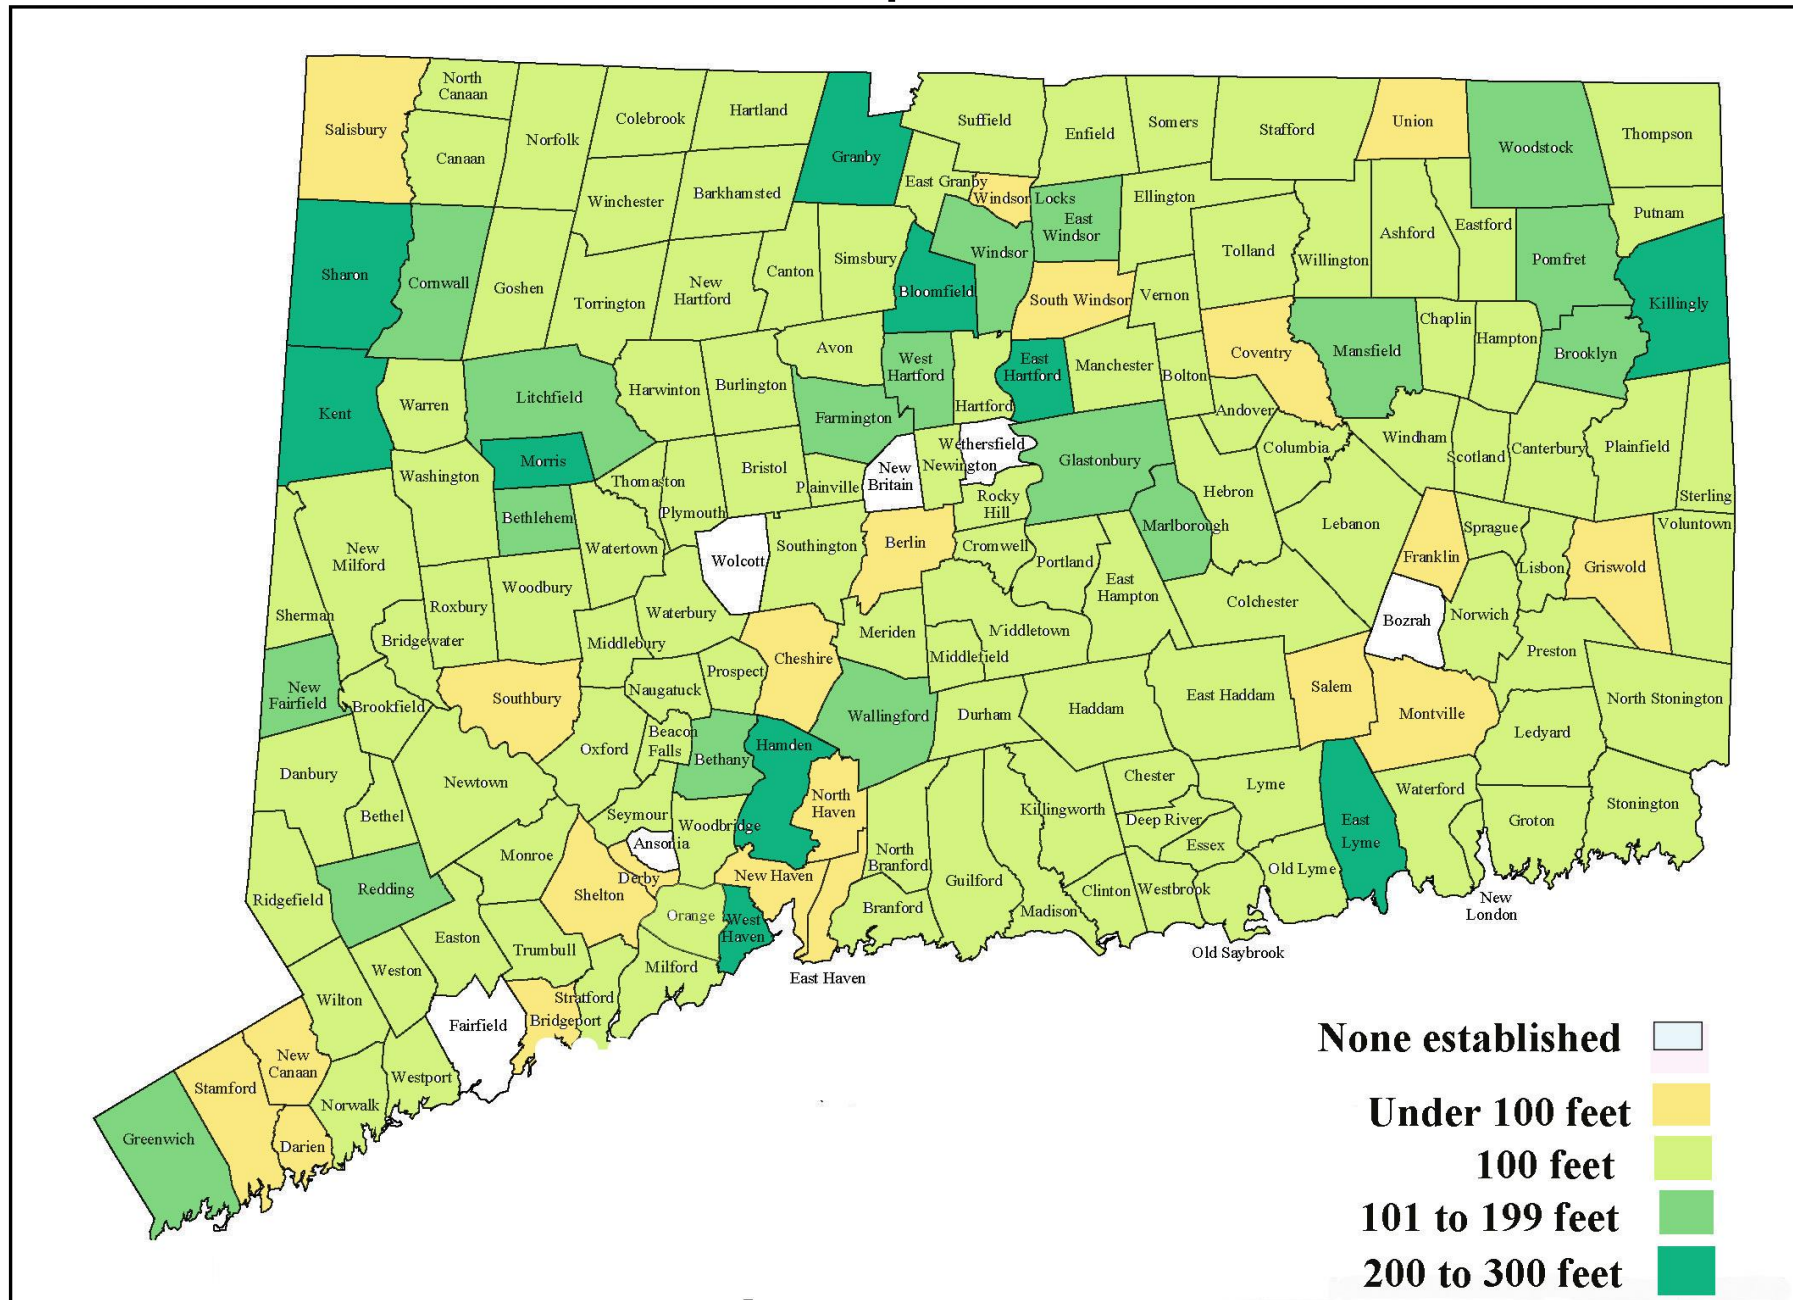 North
Canaan
Salisbury
Canaan
Norfolk
Colebrook
Hartland
Granby
Suffield
Enfield
Somers
Stafford
Union
Woodstock
Thompson
Winchester
Barkhamsted
East Granby
Windsor Locks
East
Windsor
Ellington
Tolland
Willington
Ashford
Eastford
Pomfret
Putnam
Killingly
Sharon
Cornwall
Goshen
Torrington
New
Hartford
Canton
Simsbury
Bloomfield
Windsor
South Windsor
Vernon
Coventry
Mansfield
Chaplin
Hampton
Brooklyn
Kent
Warren
Litchfield
Harwinton
Burlington
Avon
West
Hartford
East
Hartford
Manchester
Bolton
Andover
Farmington
Hartford
Morris
Washington
Thomaston
Bristol
Plainville
New
Britain
Newington
Wethersfield
Glastonbury
Hebron
Columbia
Windham
Scotland
Canterbury
Plainfield
Sterling
Bethlehem
Plymouth
Rocky
Hill
Marlborough
Lebanon
Sprague
Voluntown
New
Milford
Watertown
Wolcott
Southington
Berlin
Cromwell
Portland
East
Hampton
Franklin
Lisbon
Griswold
Sherman
Roxbury
Woodbury
Waterbury
Colchester
Bozrah
Norwich
Bridgewater
Middlebury
Meriden
Middletown
Middlefield
Preston
New
Fairfield
Brookfield
Southbury
Naugatuck
Prospect
Cheshire
Wallingford
Durham
Haddam
East Haddam
Salem
Montville
North Stonington
Ledyard
Danbury
Newtown
Oxford
Beacon
Falls
Bethany
Hamden
North
Haven
Chester
Lyme
Waterford
Stonington
Groton
Bethel
Seymour
Woodbridge
Killingworth
Deep River
Essex
East
Lyme
Ansonia
Monroe
Derby
Shelton
New Haven
North
Branford
Guilford
Old Lyme
Redding
Ridgefield
Clinton
Westbrook
Madison
Branford
New
London
Orange
West
Haven
Easton
Trumbull
Old Saybrook
Weston
Milford
East Haven
Wilton
Stratford
Fairfield
Bridgeport
New
Canaan
Stamford
Westport
Norwalk
Greenwich
Darien
None established
Under 100 feet
100 feet
101 to 199 feet
200 to 300 feet